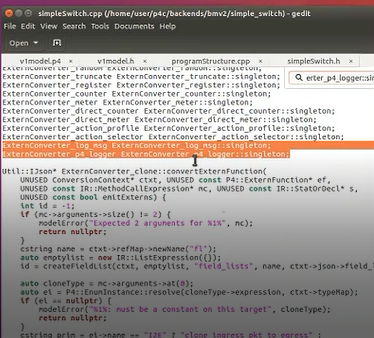 simpleSwitch.cpp (/home/user/p4c/backends/bmv2/simple_switch) - gedit
File Edit View Search Tools Documents Help
Open
v1model.p4 v1model.h programStructure.cpp simpleSwitch.h
ExternConverter_random ExternConverter_random::singleton;
ExternConverter_truncate ExternConverter_truncate::singleton;
ExternConverter_register ExternConverter_register::singleton;
ExternConverter_counter ExternConverter_counter::sin
ExternConverter_meter ExternConverter_meter::singleton;
ExternConverter_direct_counter ExternConverter_direct_counter::singleton;
ExternConverter_direct_meter ExternConverter_direct_meter::singleton;
ExternConverter_action_profile ExternConverter_action_profile::singleton;
ExternConverter_action_selector ExternConverter_action_selector::singleton;
ExternConverter_log_msg ExternConverter_log_msg::singleton;
ExternConverter_p4_logger ExternConverter_p4_logger::singleton;
erter_p4_logger::sin
Util::IJson* ExternConverter_clone::convertExternFunction(
UNUSED ConversionContext* ctxt, UNUSED const P4::ExternFunction* ef,
UNUSED const IR::MethodCallExpression* mc, UNUSED const IR::StatOrDecl* s,
UNUSED const bool emitExterns) {
int id = -1;
if (mc->arguments->size() != 2) {
modelError("Expected 2 arguments for %1%", mc);
return nullptr;
}
cstring name = ctxt->refMap->newName("fl");
auto emptylist = new IR::ListExpression({});
id = createFieldList(ctxt, emptylist, "field_lists", name, ctxt->json->field_l
auto cloneType = mc->arguments->at(0);
auto ei = P4::EnumInstance::resolve(cloneType->expression, ctxt->typeMap);
if (ei == nullptr) {
modelError("%1%: must be a constant on this target", cloneType);
return nullptr;
}
cstring prim = ei->name == "I2E" ? "clone_ingress_pkt_to_egress" :